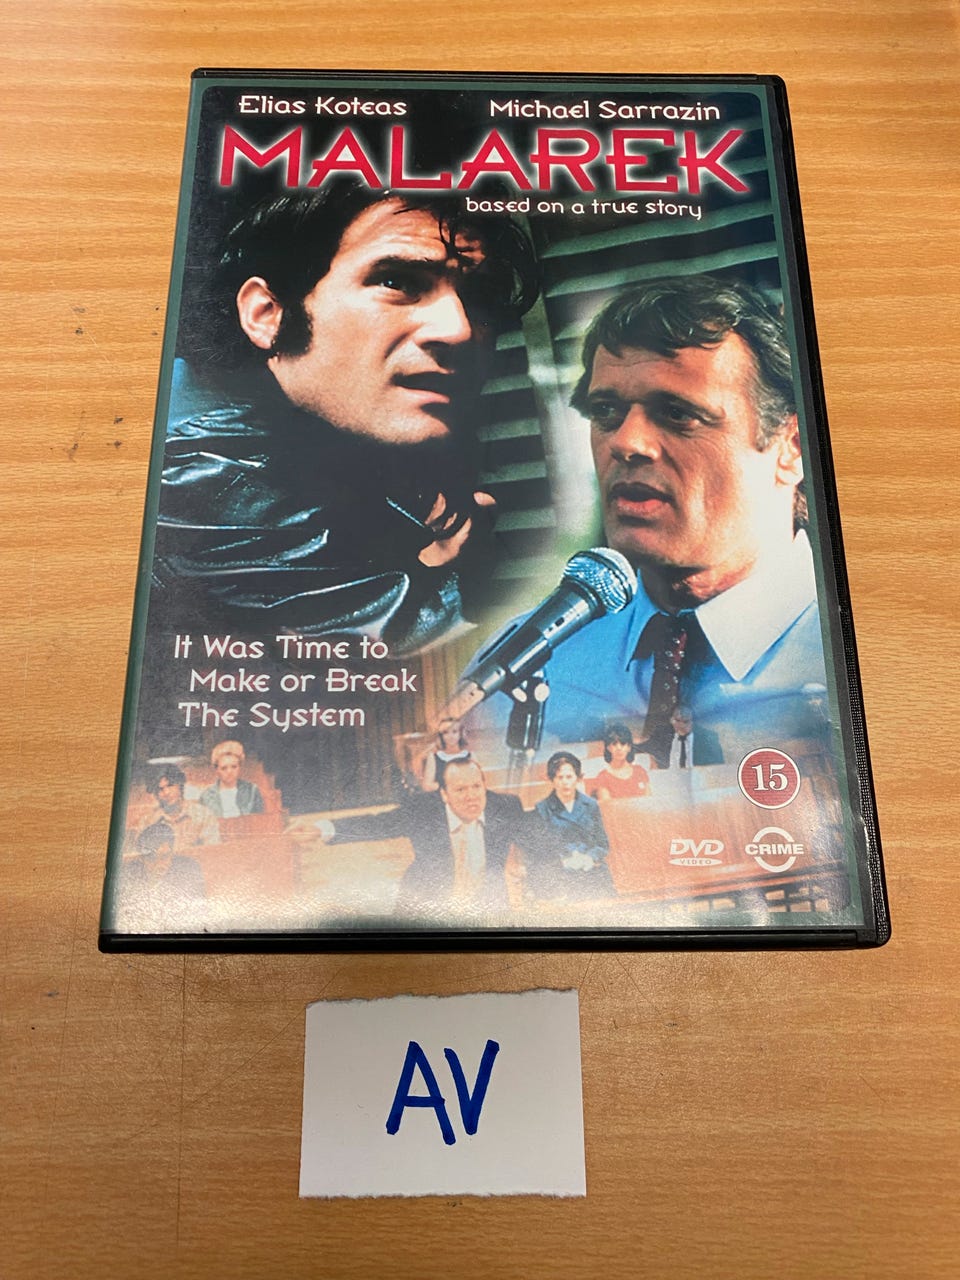 Elias Koteas Michael Sarrazin
MALAREK
based on a true story
It Was Time to
Make or Break
The System
15
DVD
VIDEO
CRIME
AV